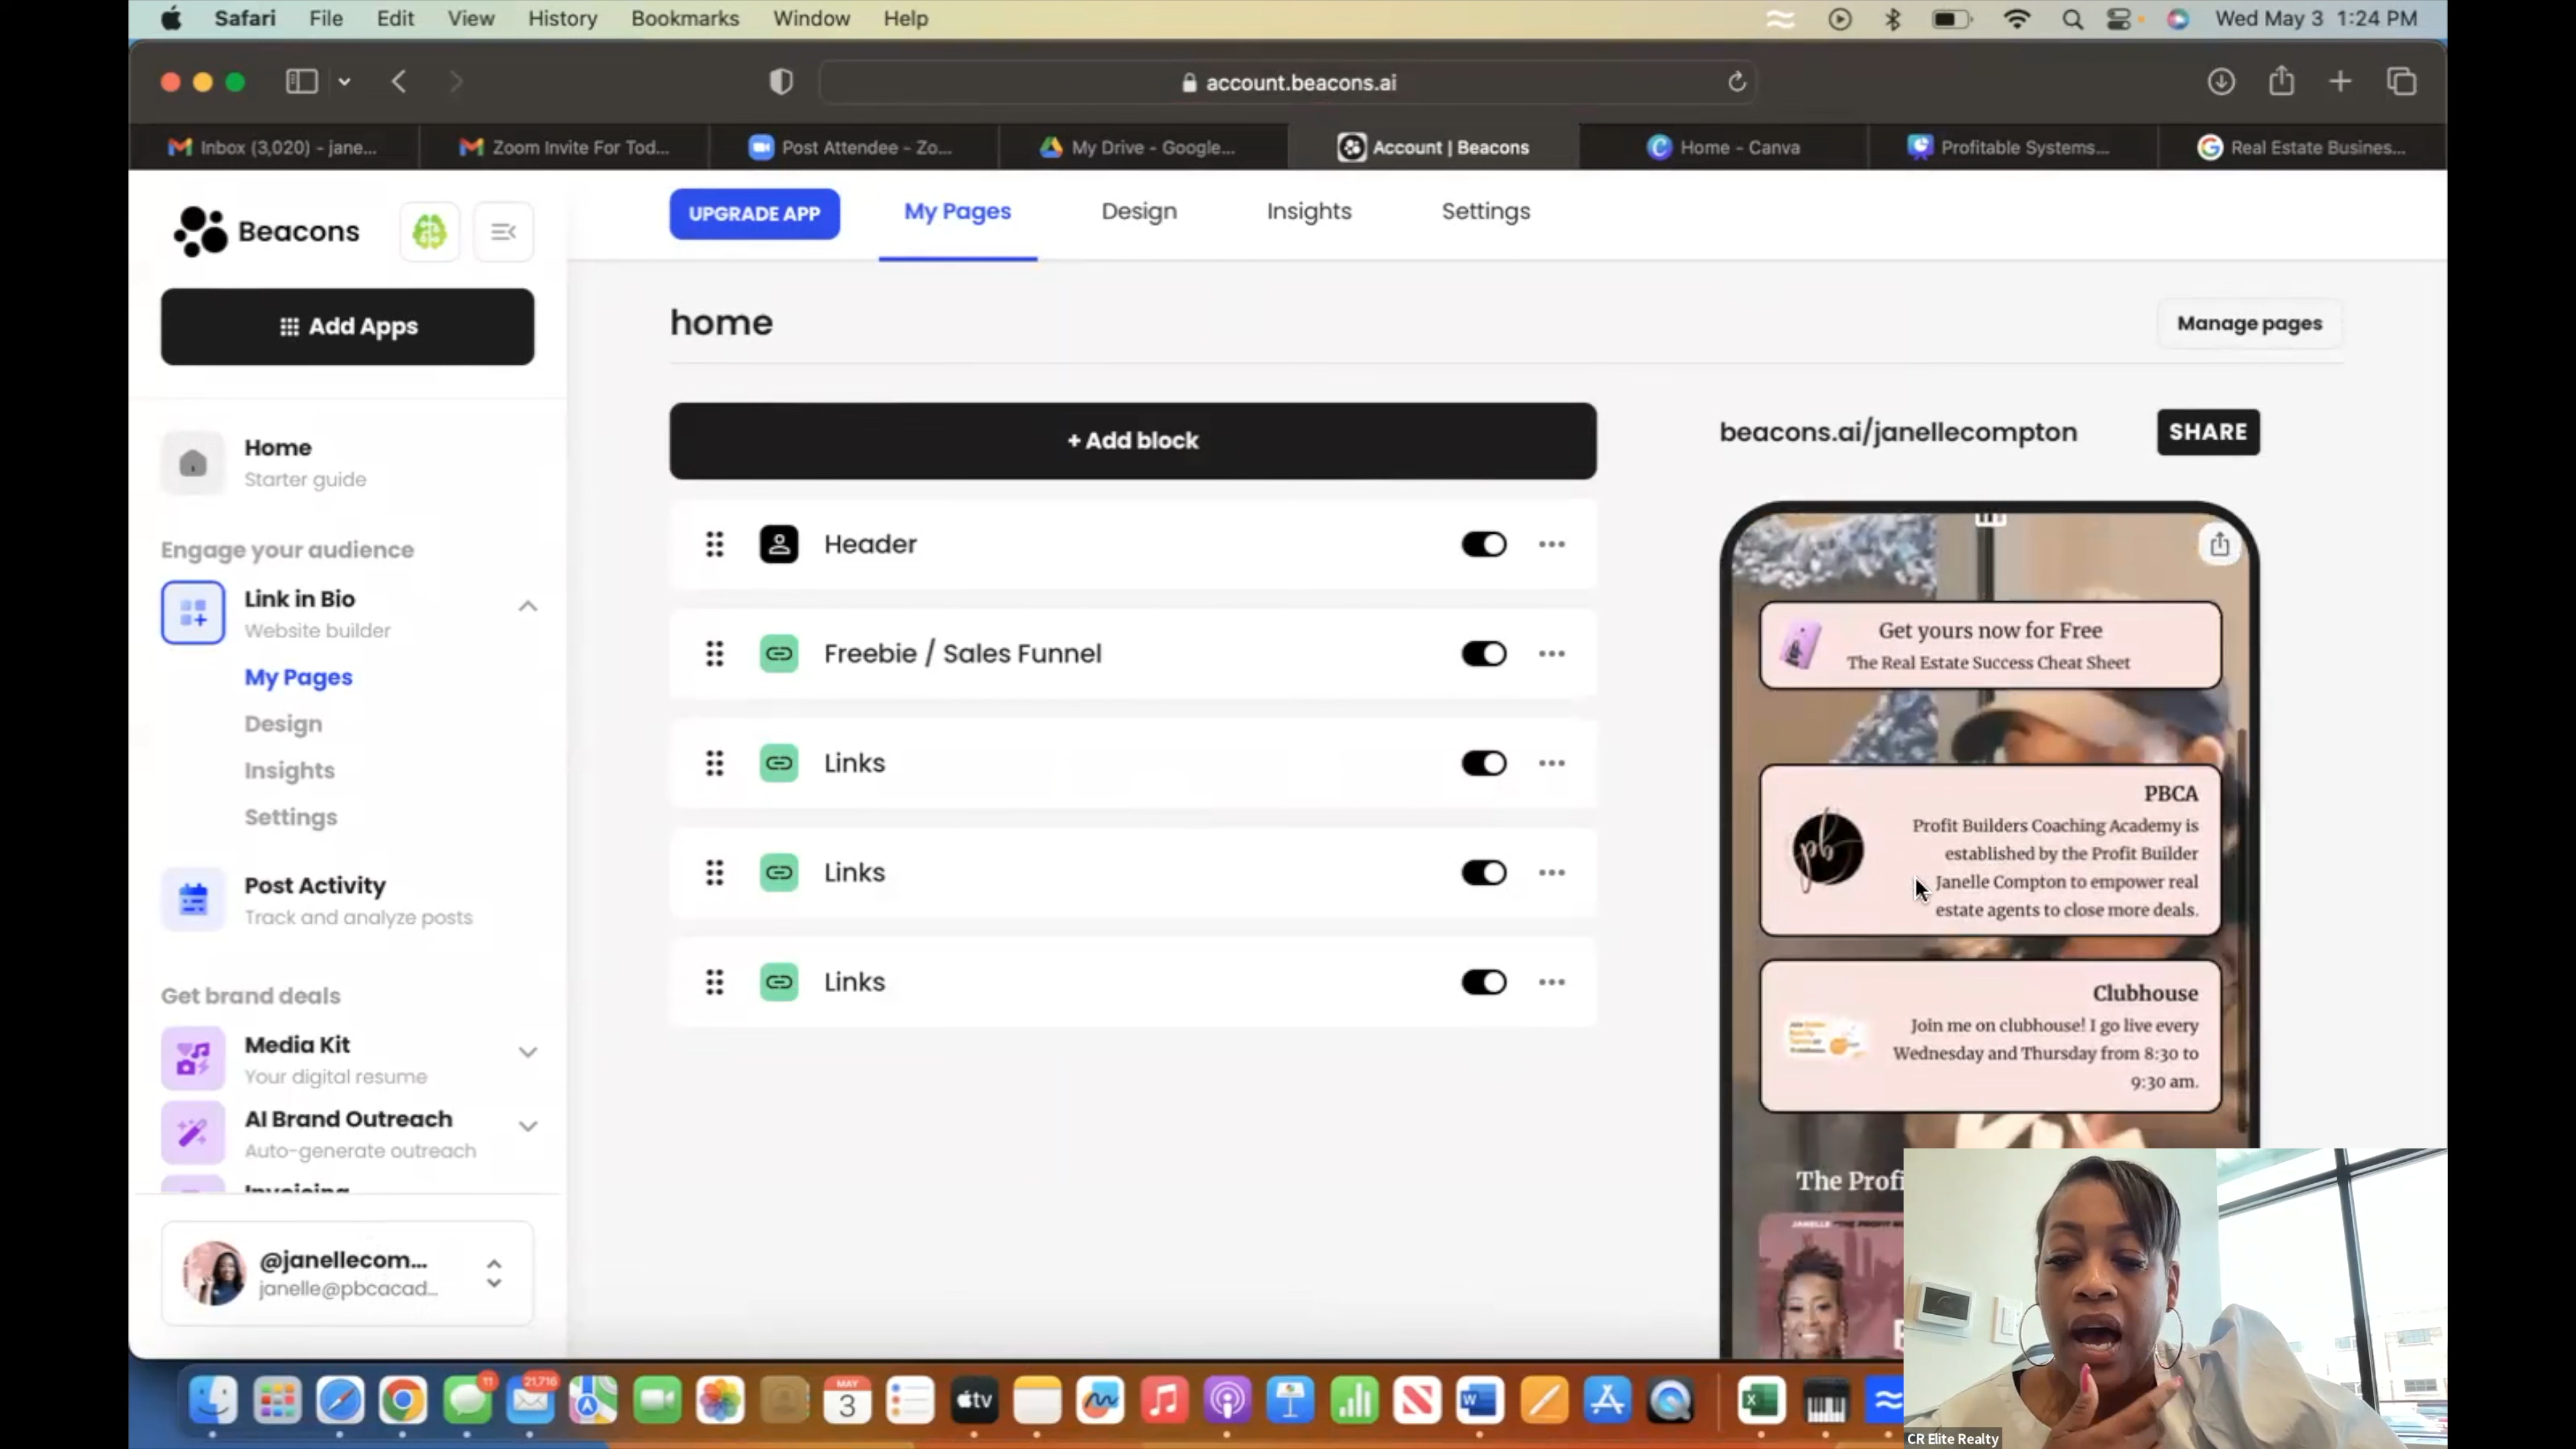 Safari File Edit View History Bookmarks Window Help
Wed May 3 1:24 PM
account.beacons.ai
Inbox (3,020) - jane...
Zoom Invite For Tod...
Post Attendee - Zo...
My Drive - Google...
Account | Beacons
Home - Canva
Profitable Systems...
Real Estate Busines...
Beacons
Add Apps
Home
Starter guide
Engage your audience
Link in Bio
Website builder
My Pages
Design
Insights
Settings
Post Activity
Track and analyze posts
Get brand deals
Media Kit
Your digital resume
AI Brand Outreach
Auto-generate outreach
Invoicing
@janellecom...
janelle@pbcacad...
UPGRADE APP
My Pages
Design
Insights
Settings
home
Manage pages
+ Add block
Header
Freebie / Sales Funnel
Links
Links
Links
beacons.ai/janellecompton
SHARE
Get yours now for Free
The Real Estate Success Cheat Sheet
PBCA
Profit Builders Coaching Academy is
established by the Profit Builder
Janelle Compton to empower real
estate agents to close more deals.
pb
Clubhouse
Join me on clubhouse! I go live every
Wednesday and Thursday from 8:30 to
9:30 am.
The Profi
11
21,716
MAY
3
tv
CR Elite Realty